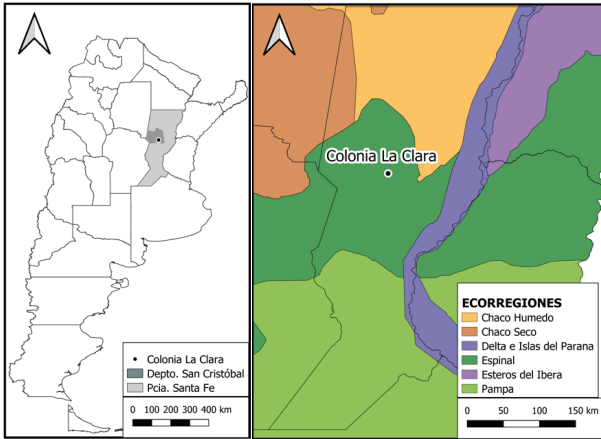 Colonia La Clara
Depto. San Cristóbal
Pcia. Santa Fe
0 100 200 300 400 km
Colonia La Clara
ECORREGIONES
Chaco Humedo
Chaco Seco
Delta e Islas del Parana
Espinal
Esteros del Ibera
Pampa
0 50 100 150 km